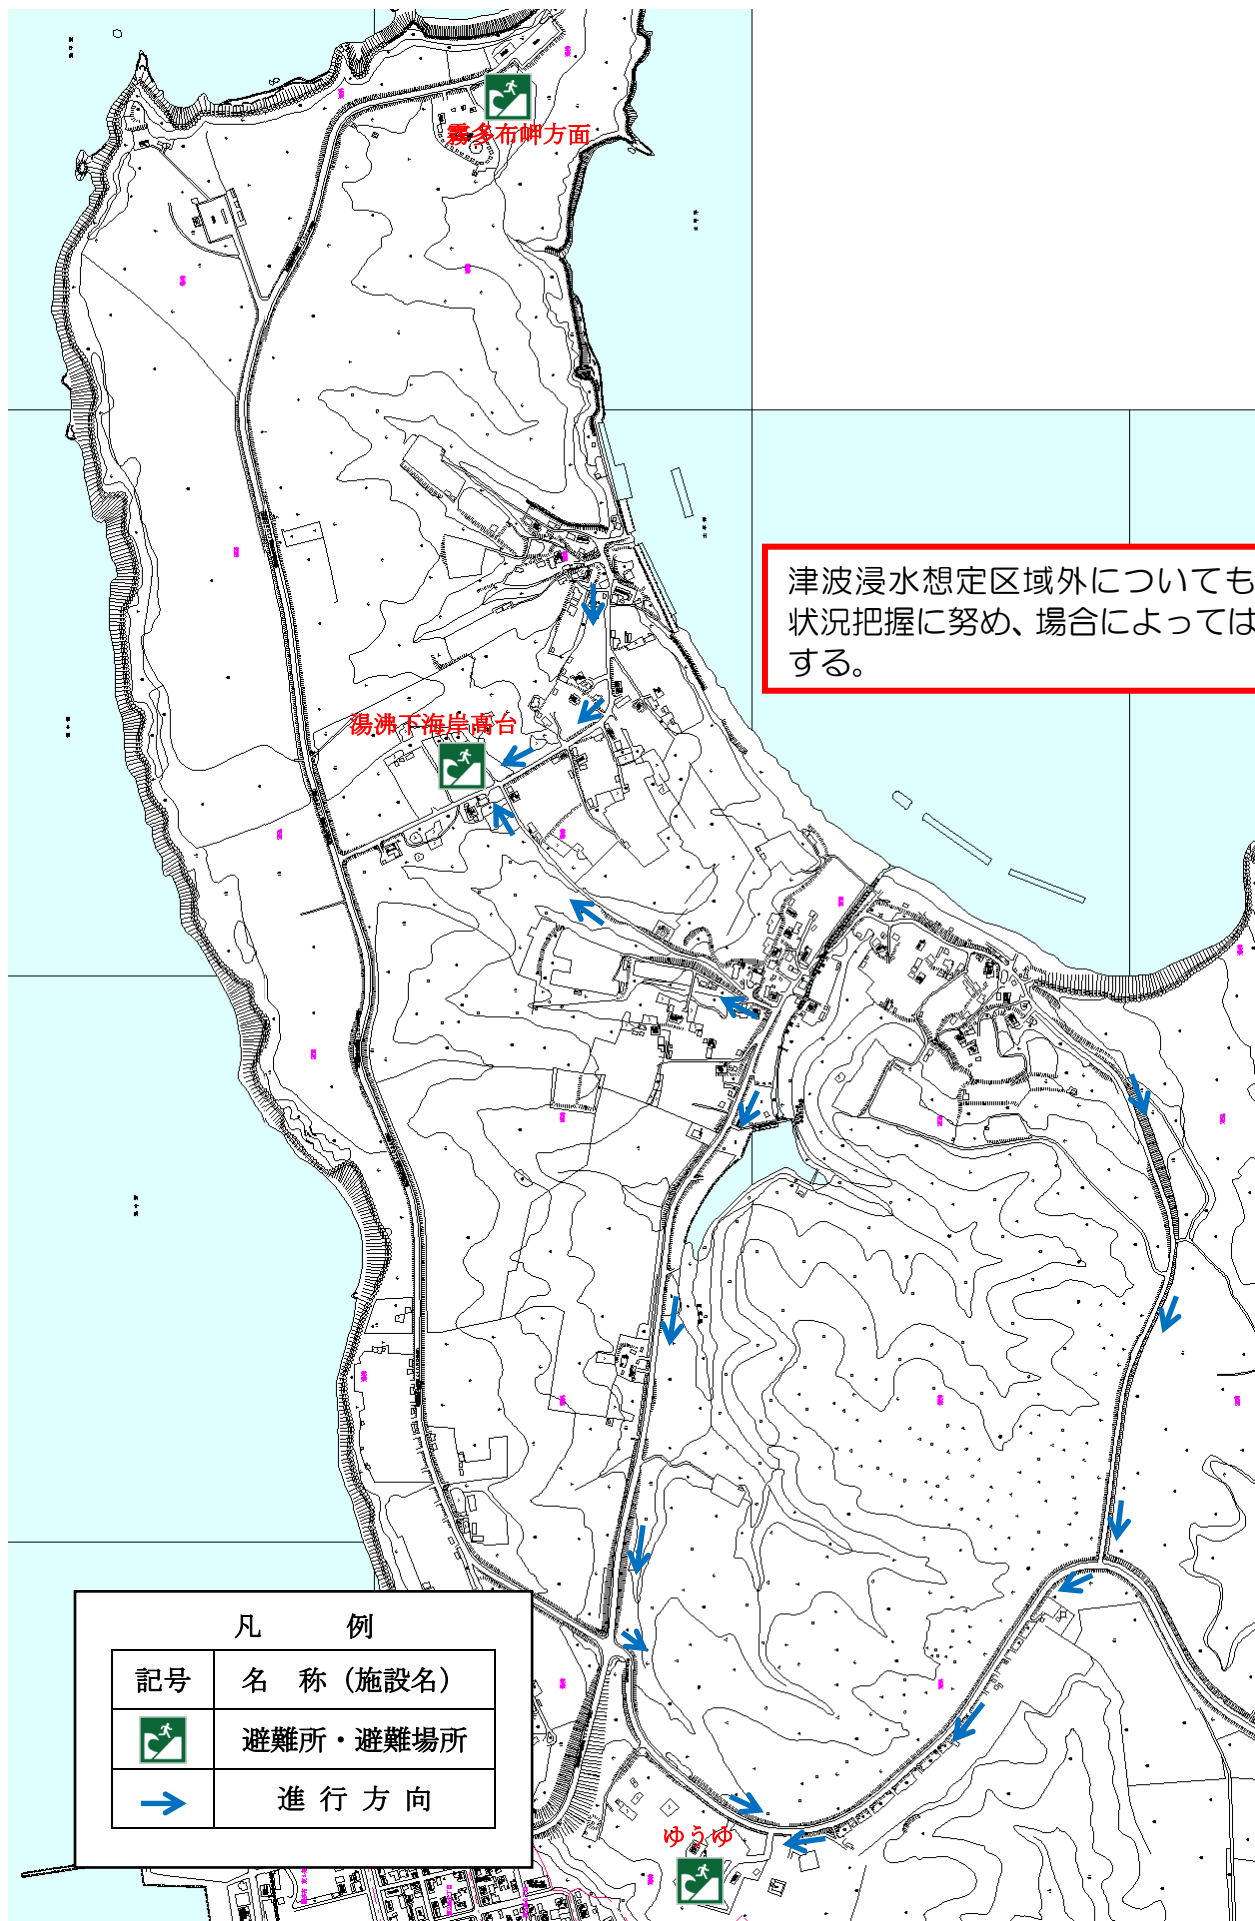 霧多布岬方面
津波浸水想定区域外についても
状況把握に努め、場合によっては
する。
湯沸下海岸高台
凡 例
記号 名 称（施設名）
避難所・避難場所
進 行 方 向
ゆうゆ